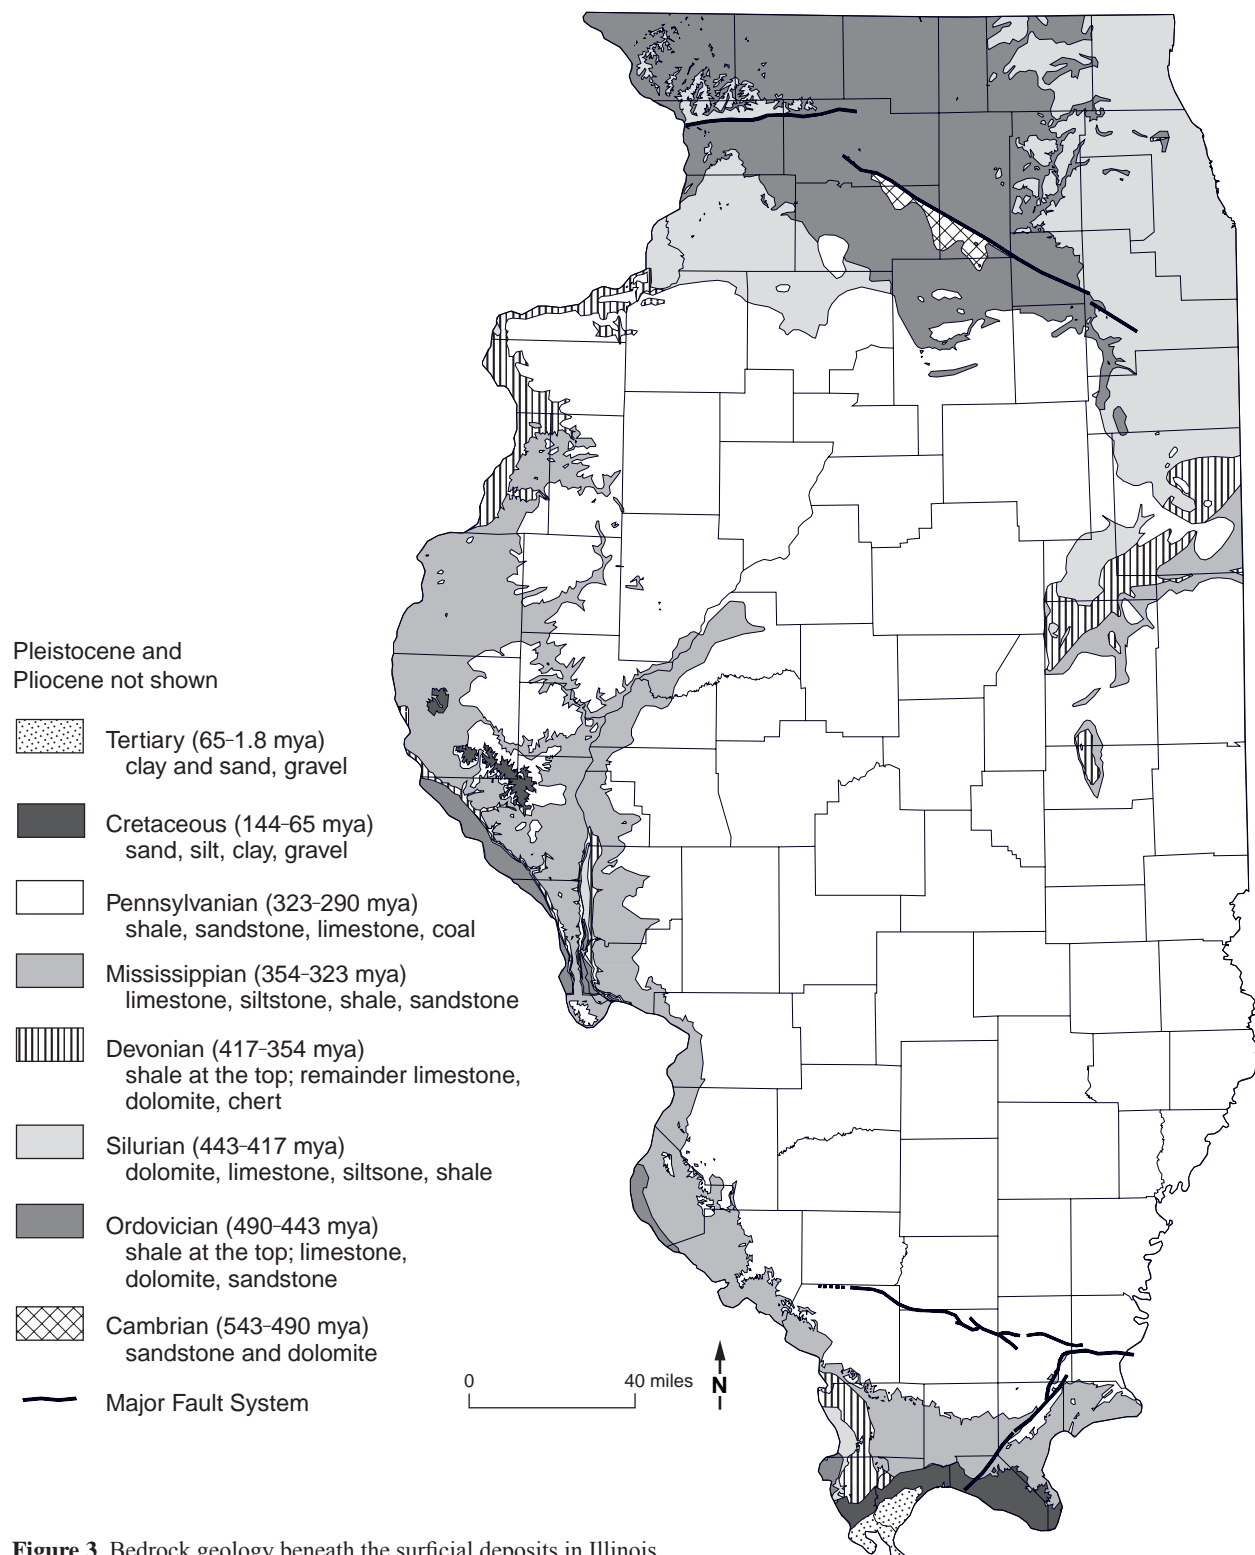 Pleistocene and
Pliocene not shown
Tertiary (65–1.8 mya)
clay and sand, gravel
Cretaceous (144–65 mya)
sand, silt, clay, gravel
Pennsylvanian (323–290 mya)
shale, sandstone, limestone, coal
Mississippian (354–323 mya)
limestone, siltstone, shale, sandstone
Devonian (417–354 mya)
shale at the top; remainder limestone,
dolomite, chert
Silurian (443–417 mya)
dolomite, limestone, siltsone, shale
Ordovician (490–443 mya)
shale at the top; limestone,
dolomite, sandstone
Cambrian (543–490 mya)
sandstone and dolomite
Major Fault System
0 40 miles
N
Figure 3 Bedrock geology beneath the surficial deposits in Illinois